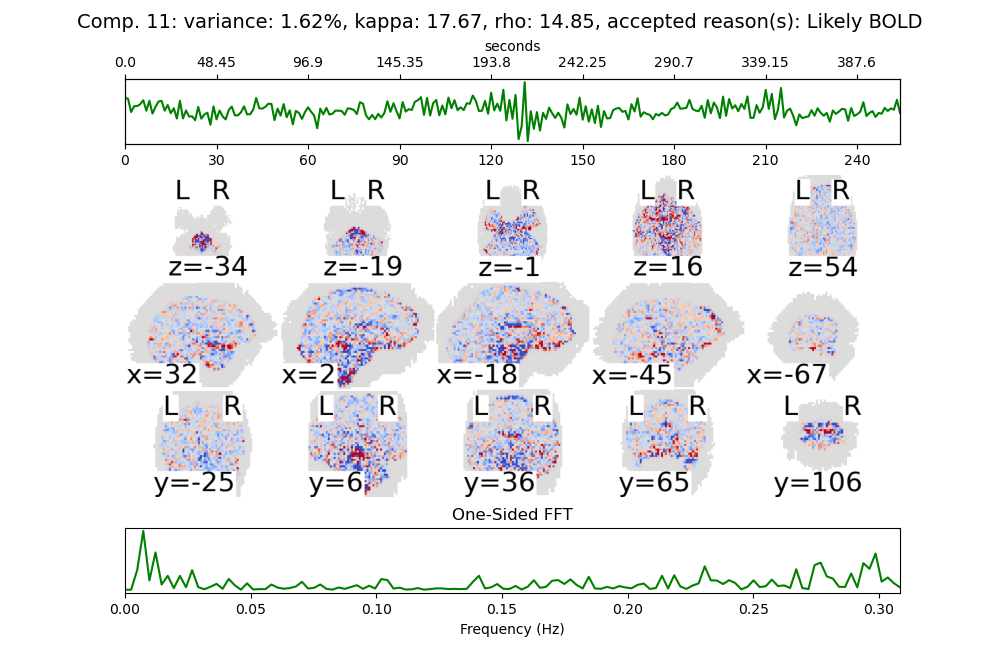 Comp. 11: variance: 1.62%, kappa: 17.67, rho: 14.85, accepted reason(s): Likely BOLD
seconds
0.0 48.45 96.9 145.35 193.8 242.25 290.7 339.15 387.6
0 30 60 90 120 150 180 210 240
L R L R L R L R L R
z=-34 z=-19 z=-1 z=16 z=54
x=32 x=2 x=-18 x=-45 x=-67
L R L R L R L R L R
y=-25 y=6 y=36 y=65 y=106
One-Sided FFT
0.00 0.05 0.10 0.15 0.20 0.25 0.30
Frequency (Hz)